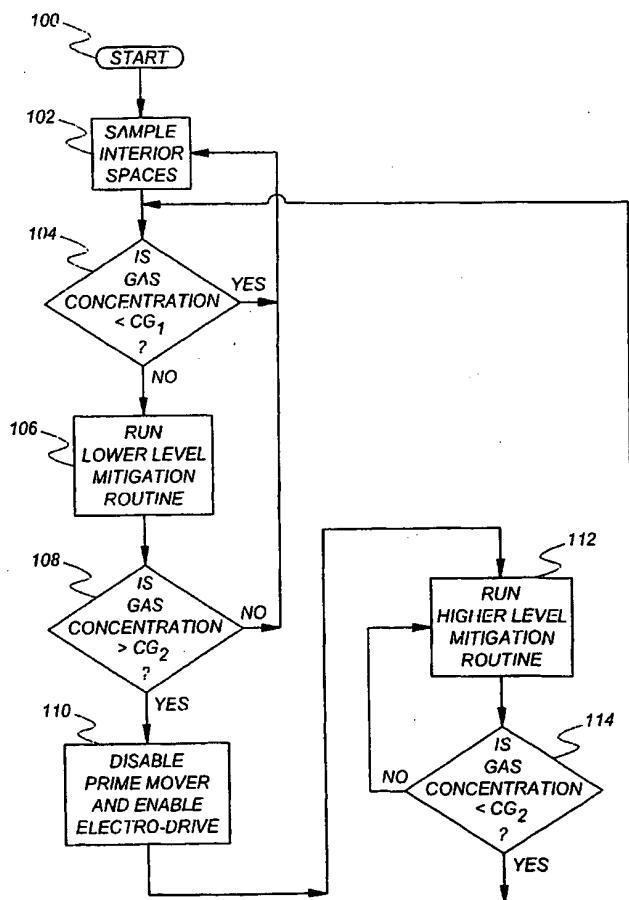 100
START
102
SAMPLE
INTERIOR
SPACES
104
IS
GAS
CONCENTRATION
< CG1
?
YES
NO
106
RUN
LOWER LEVEL
MITIGATION
ROUTINE
108
IS
GAS
CONCENTRATION
> CG2
?
NO
YES
110
DISABLE
PRIME MOVER
AND ENABLE
ELECTRO-DRIVE
112
RUN
HIGHER LEVEL
MITIGATION
ROUTINE
114
IS
GAS
CONCENTRATION
< CG2
?
NO
YES